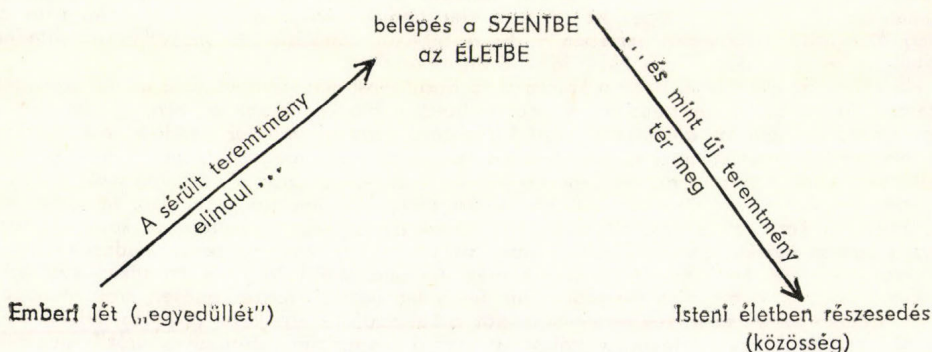 belépés a SZENTBE
az ÉLETBE
A sérült teremtmény
elindul ...
... és mint új teremtmény
tér meg
Emberi lét („egyedüllét”)
Isteni életben részesedés
(közösség)